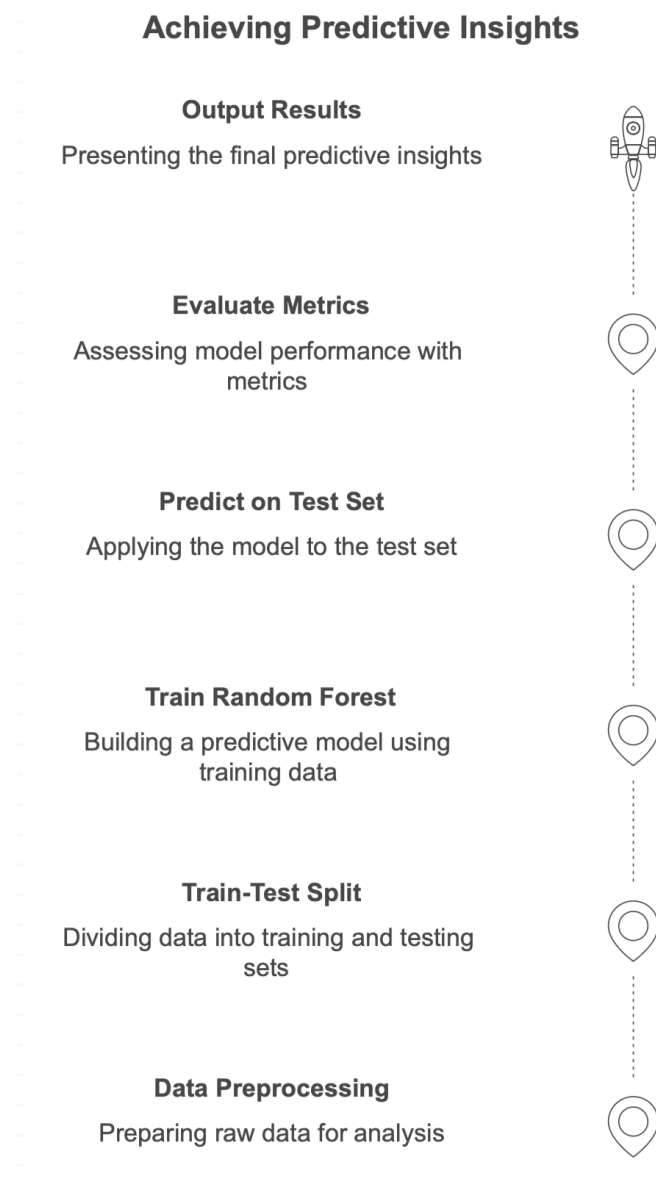 Achieving Predictive Insights
Output Results
Presenting the final predictive insights
Evaluate Metrics
Assessing model performance with
metrics
Predict on Test Set
Applying the model to the test set
Train Random Forest
Building a predictive model using
training data
Train-Test Split
Dividing data into training and testing
sets
Data Preprocessing
Preparing raw data for analysis